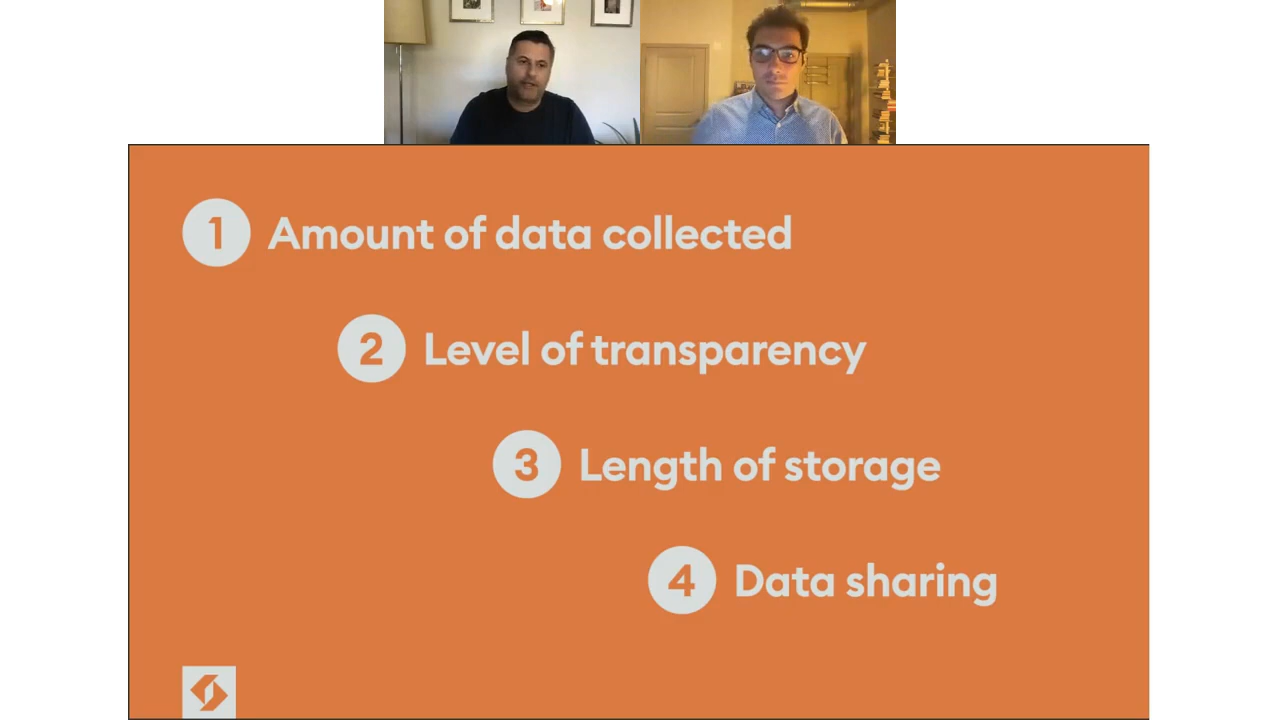 1 Amount of data collected
2 Level of transparency
3 Length of storage
4 Data sharing